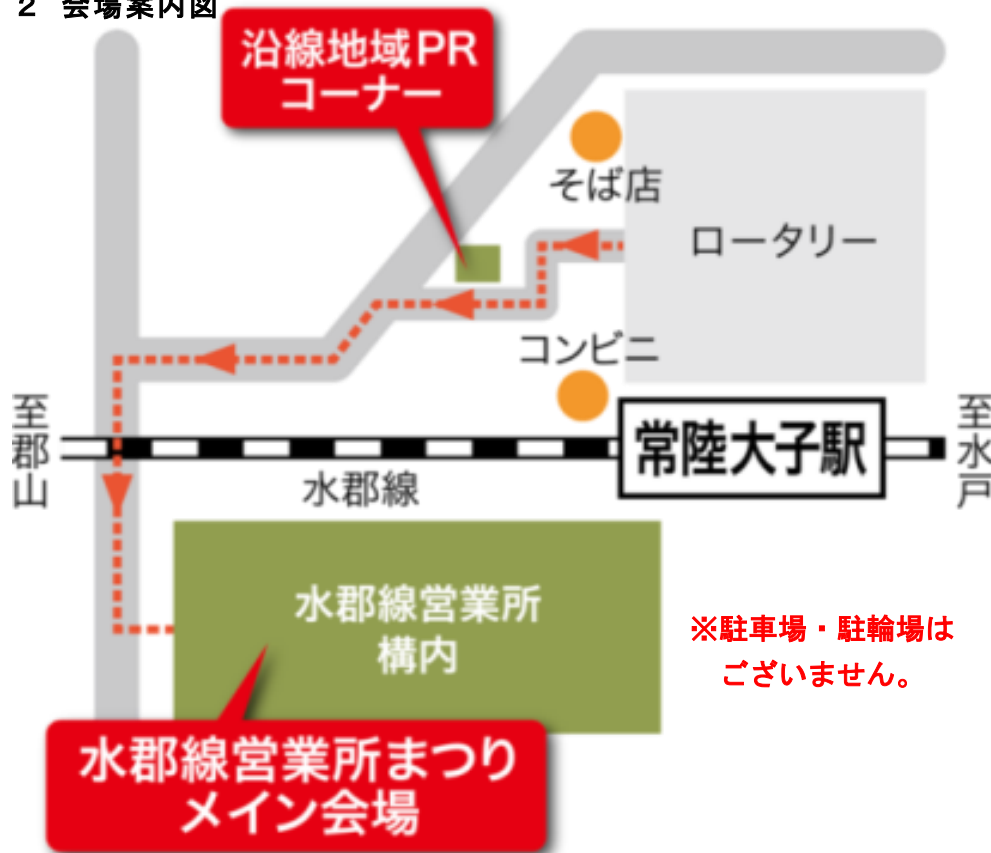 2 会場案内図
沿線地域PR
コーナー
そば店
ロータリー
コンビニ
至郡山
常陸大子駅
至水戸
水郡線
水郡線営業所
構内
※駐車場・駐輪場は
ございません。
水郡線営業所まつり
メイン会場